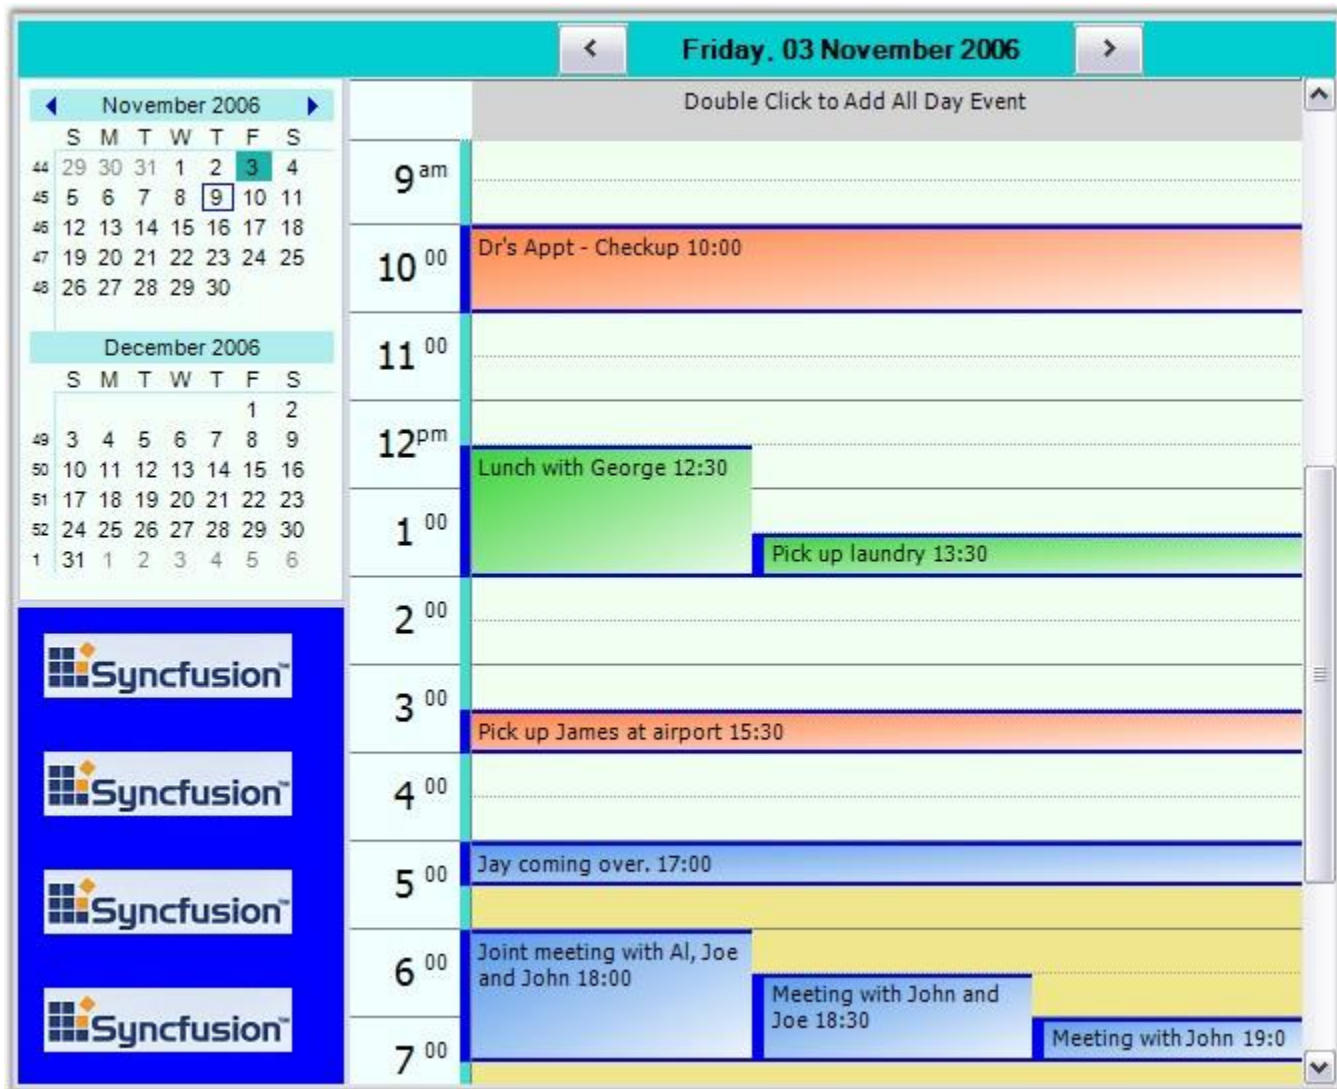 < Friday, 03 November 2006 >
November 2006
S M T W T F S
44 29 30 31 1 2 3 4
45 5 6 7 8 9 10 11
46 12 13 14 15 16 17 18
47 19 20 21 22 23 24 25
48 26 27 28 29 30
December 2006
S M T W T F S
1 2
49 3 4 5 6 7 8 9
50 10 11 12 13 14 15 16
51 17 18 19 20 21 22 23
52 24 25 26 27 28 29 30
1 31 1 2 3 4 5 6
Syncfusion™
Syncfusion™
Syncfusion™
Syncfusion™
Double Click to Add All Day Event
9 am
10 00
Dr's Appt - Checkup 10:00
11 00
12 pm
Lunch with George 12:30
1 00
Pick up laundry 13:30
2 00
3 00
Pick up James at airport 15:30
4 00
5 00
Jay coming over. 17:00
6 00
Joint meeting with Al, Joe
and John 18:00
Meeting with John and
Joe 18:30
7 00
Meeting with John 19:0